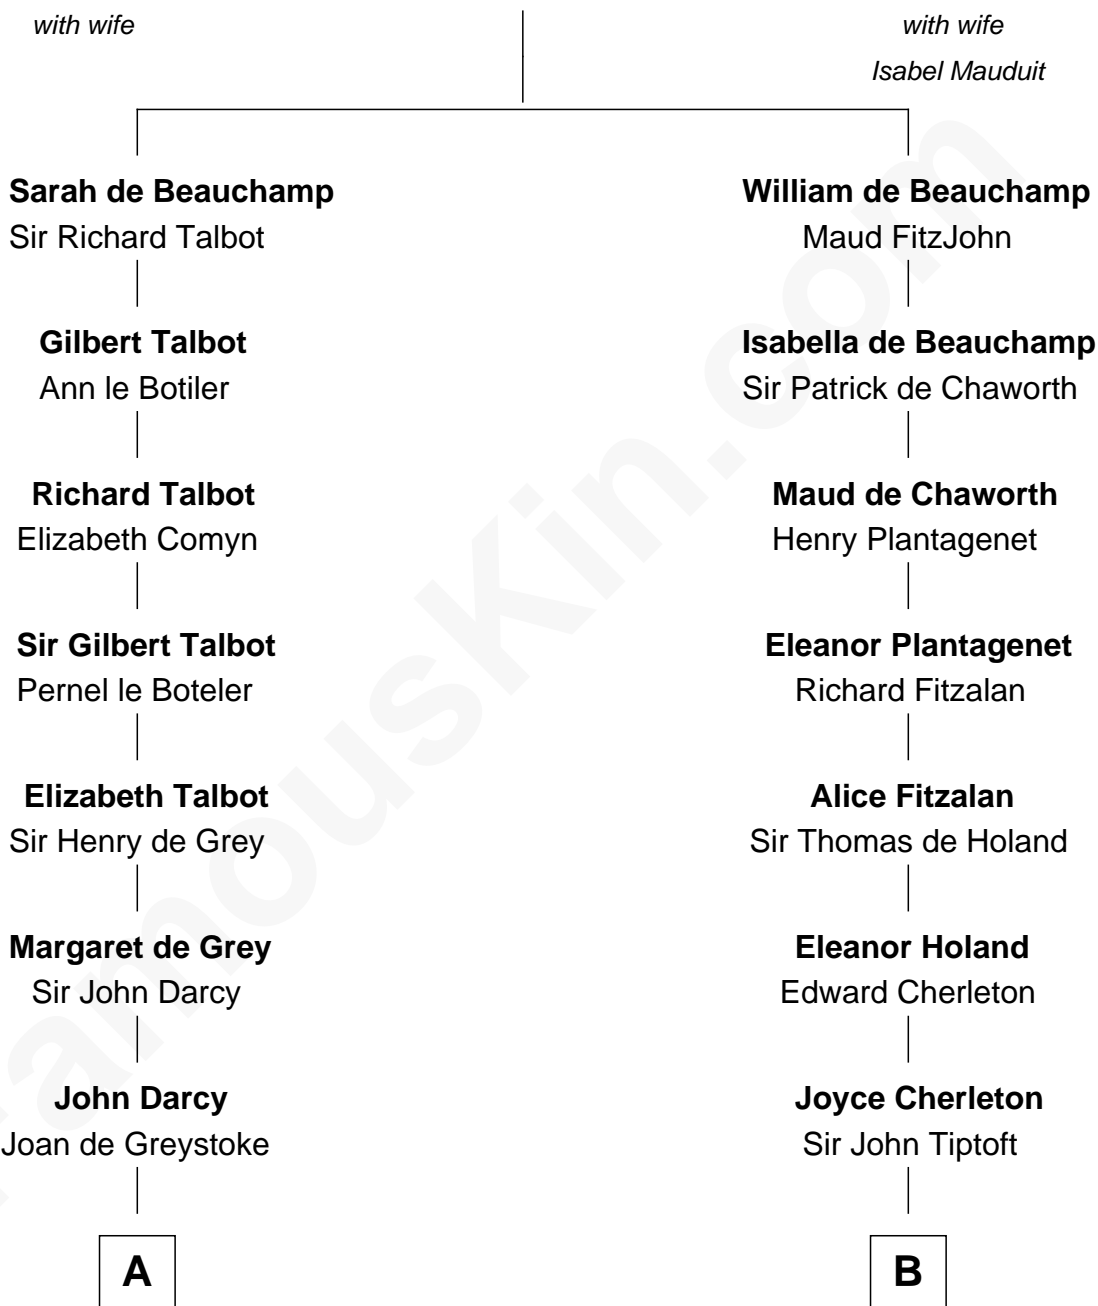 with wife
with wife
Isabel Mauduit
Sarah de Beauchamp
Sir Richard Talbot
William de Beauchamp
Maud FitzJohn
Gilbert Talbot
Ann le Botiler
Isabella de Beauchamp
Sir Patrick de Chaworth
Richard Talbot
Elizabeth Comyn
Maud de Chaworth
Henry Plantagenet
Sir Gilbert Talbot
Pernel le Boteler
Eleanor Plantagenet
Richard Fitzalan
Elizabeth Talbot
Sir Henry de Grey
Alice Fitzalan
Sir Thomas de Holand
Margaret de Grey
Sir John Darcy
Eleanor Holand
Edward Cherleton
John Darcy
Joan de Greystoke
Joyce Cherleton
Sir John Tiptoft
A
B
FamousKin.com